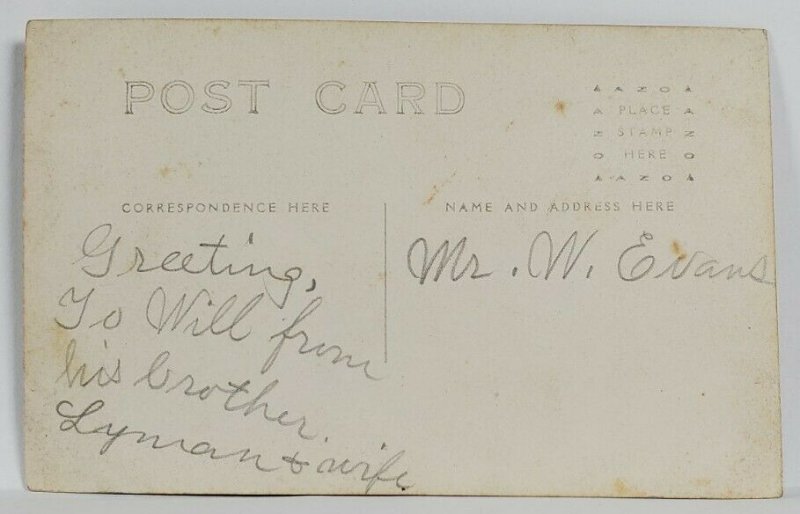 POST CARD
AZO
PLACE
STAMP
HERE
AZO
CORRESPONDENCE HERE
NAME AND ADDRESS HERE
Greeting,
To Will from
his brother.
Lyman & wife.
Mr. W. Evans